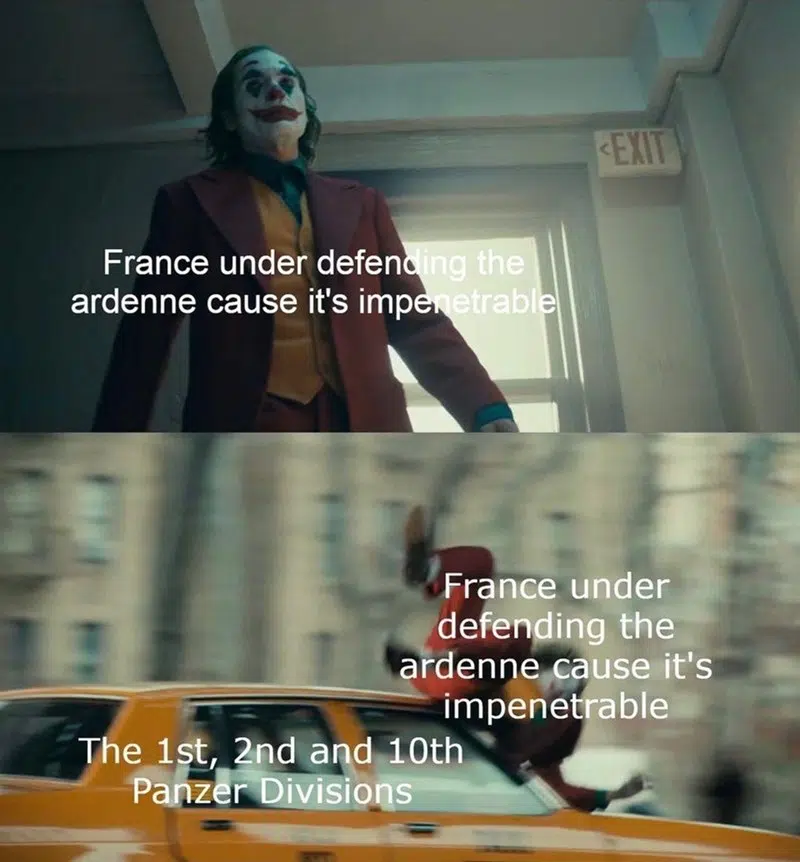 <EXIT
France under defending the
ardenne cause it's impenetrable
France under
defending the
ardenne cause it's
impenetrable
The 1st, 2nd and 10th
Panzer Divisions